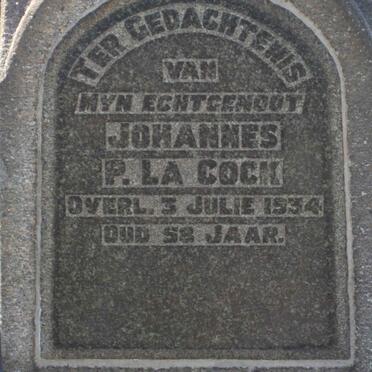 TER GEDACHTENIS
VAN
MYN ECHTGENOOT
JOHANNES
P. LA COCK
OVERL. 3 JULIE 1934
OUD 58 JAAR.